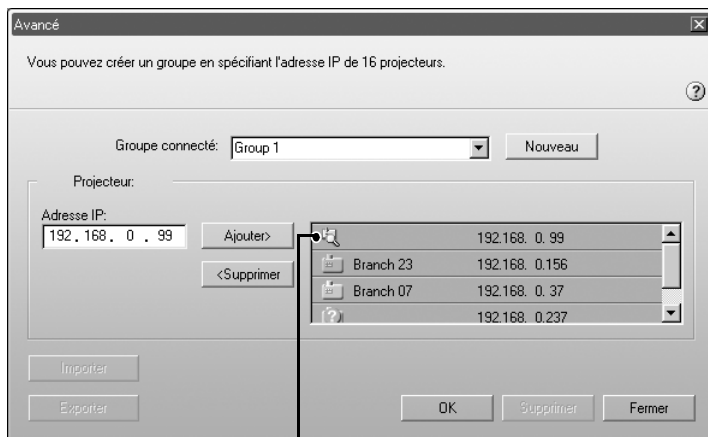 Avancé
Vous pouvez créer un groupe en spécifiant l'adresse IP de 16 projecteurs.
Groupe connecté: Group 1 Nouveau
Projecteur:
Adresse IP:
192 . 168 . 0 . 99 Ajouter> 192.168. 0. 99
<Supprimer Branch 23 192.168. 0.156
Branch 07 192.168. 0. 37
192.168. 0.237
Importer
Exporter OK Supprimer Fermer